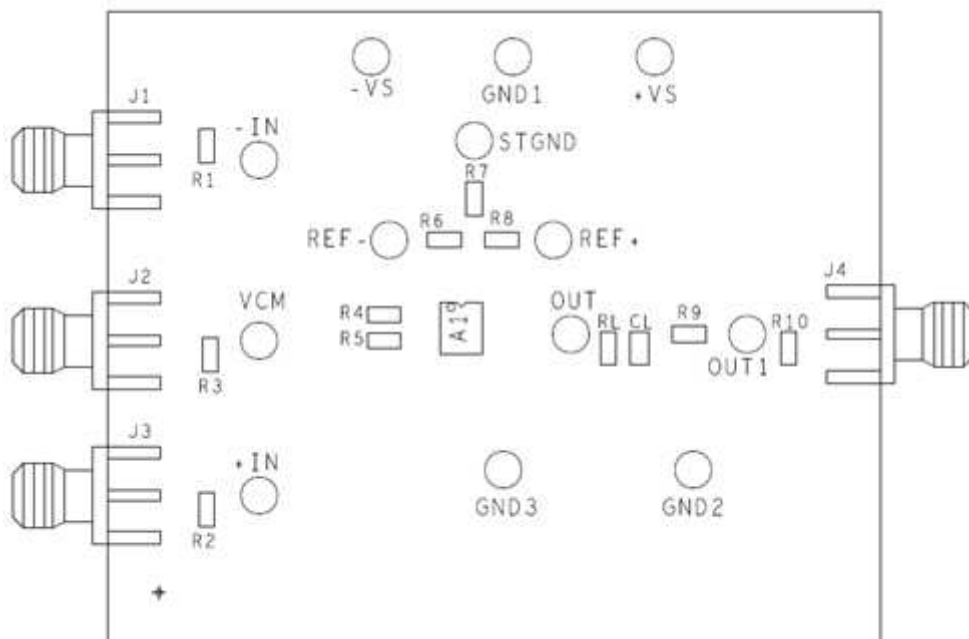 -VS
GND1
+VS
J1
-IN
STGND
R1
R7
REF-
R6
R8
REF+
J2
VCM
J4
R4
A19
OUT
R5
RL
CL
R9
R10
OUT1
R3
J3
+IN
GND3
GND2
R2